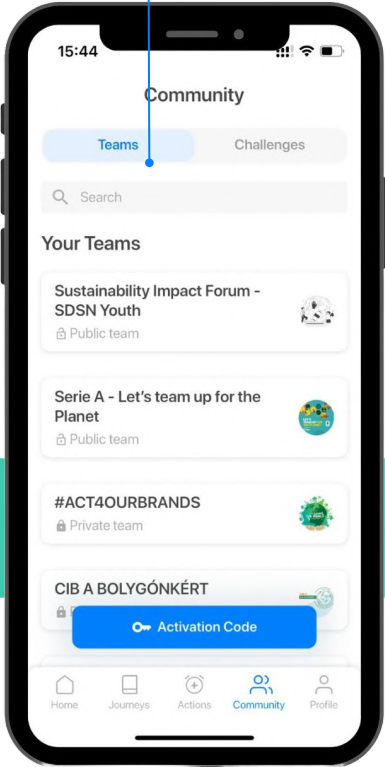 15:44
Community
Teams
Challenges
Search
Your Teams
Sustainability Impact Forum -
SDSN Youth
Public team
Serie A - Let's team up for the
Planet
Public team
#ACT4OURBRANDS
Private team
CIB A BOLYGÓNKÉRT
Activation Code
Home
Journeys
Actions
Community
Profile